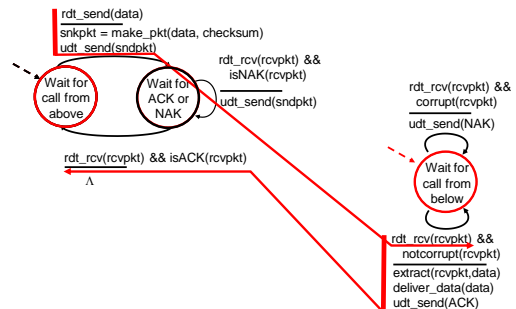 rdt_send(data)
snkpkt = make_pkt(data, checksum)
udt_send(sndpkt)
Wait for
call from
above
Wait for
ACK or
NAK
rdt_rcv(rcvpkt) &&
isNAK(rcvpkt)
udt_send(sndpkt)
rdt_rcv(rcvpkt) && isACK(rcvpkt)
Λ
rdt_rcv(rcvpkt) &&
corrupt(rcvpkt)
udt_send(NAK)
Wait for
call from
below
rdt_rcv(rcvpkt) &&
notcorrupt(rcvpkt)
extract(rcvpkt,data)
deliver_data(data)
udt_send(ACK)